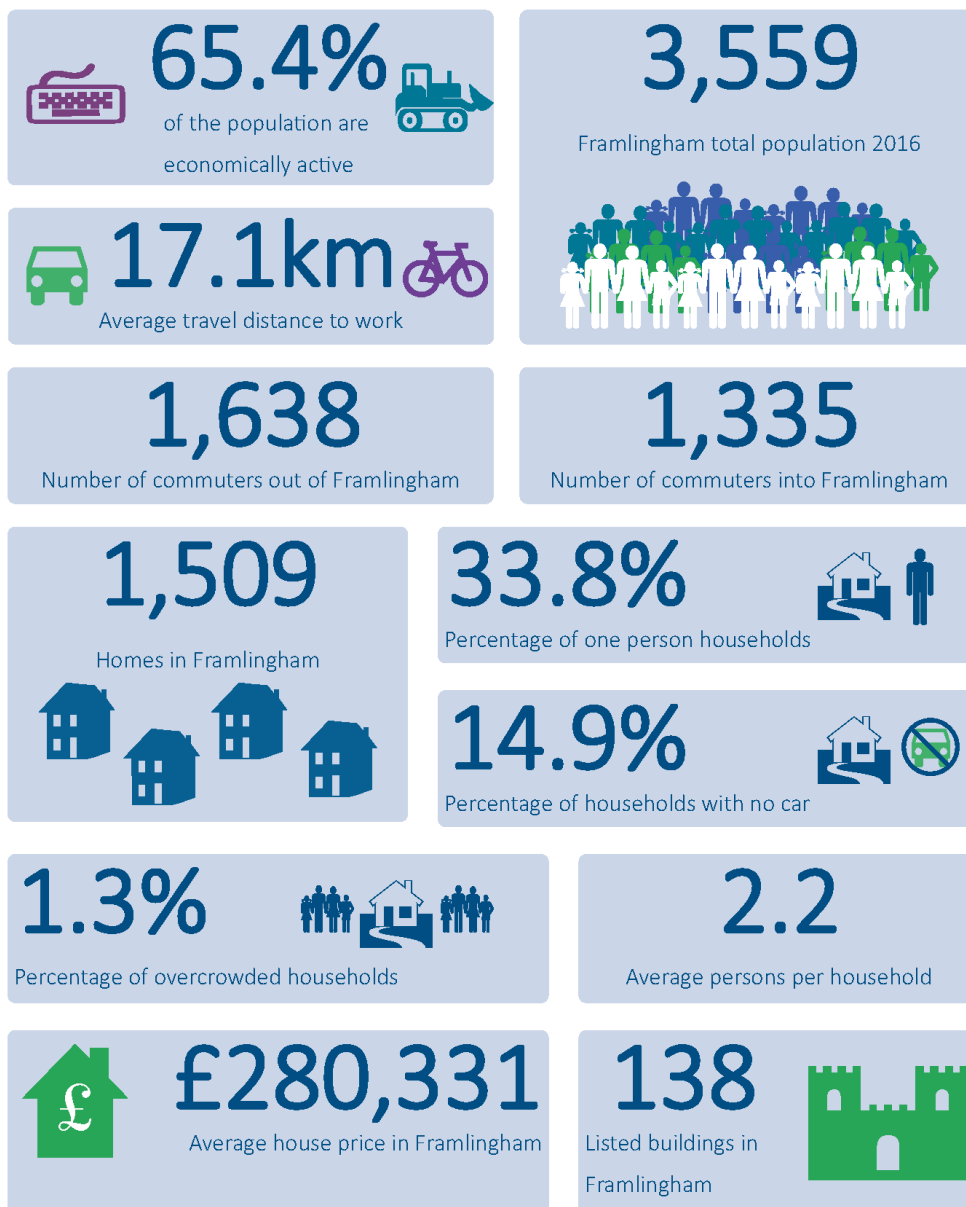 65.4%
of the population are
economically active
3,559
Framlingham total population 2016
17.1km
Average travel distance to work
1,638
Number of commuters out of Framlingham
1,335
Number of commuters into Framlingham
1,509
Homes in Framlingham
33.8%
Percentage of one person households
14.9%
Percentage of households with no car
1.3%
Percentage of overcrowded households
2.2
Average persons per household
£
£280,331
Average house price in Framlingham
138
Listed buildings in
Framlingham